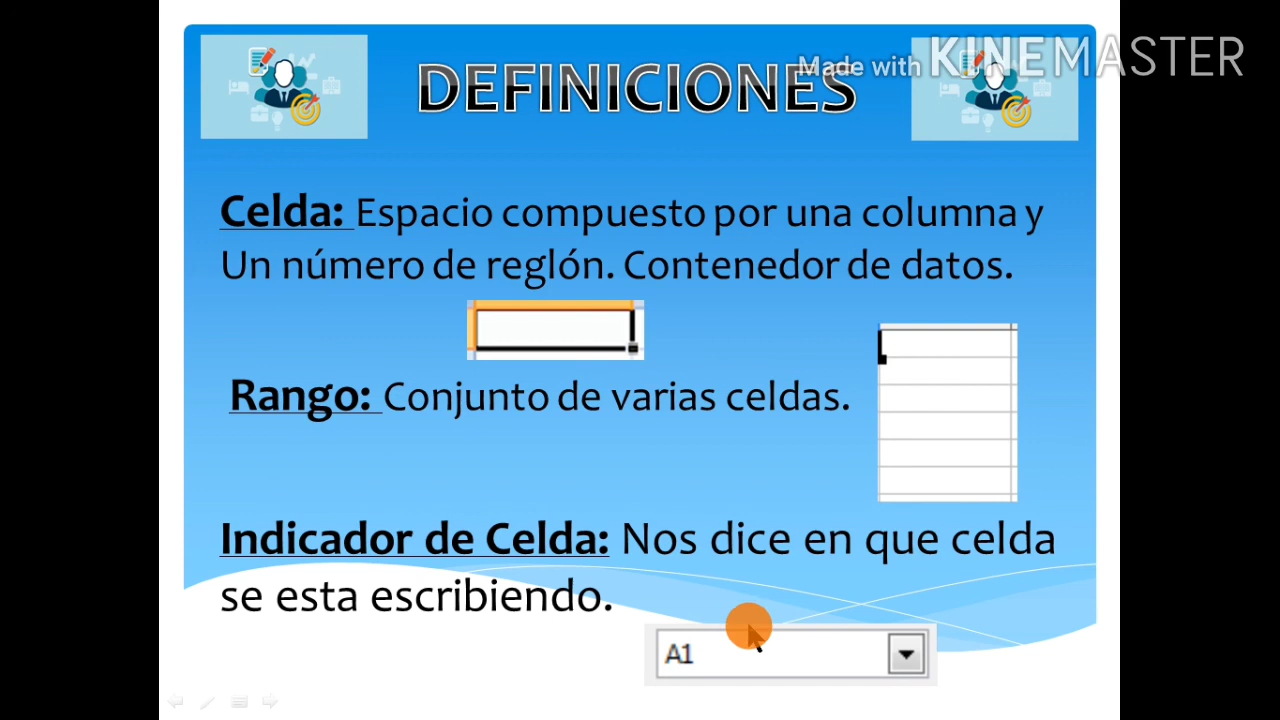 Made with KINEMASTER
DEFINICIONES
Celda: Espacio compuesto por una columna y
Un número de reglón. Contenedor de datos.
Rango: Conjunto de varias celdas.
Indicador de Celda: Nos dice en que celda
se esta escribiendo.
A1